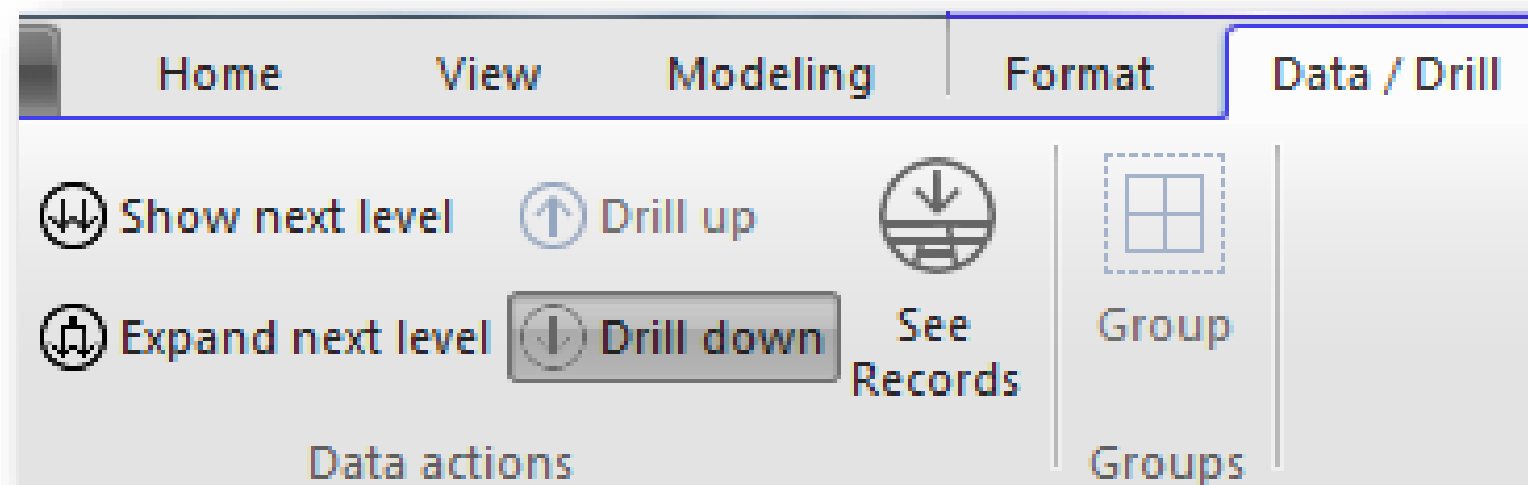 Home View Modeling Format Data / Drill
Show next level Drill up
Expand next level Drill down
See
Records
Group
Data actions Groups